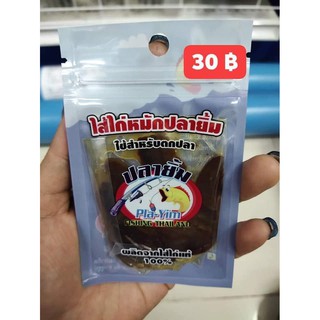 30 ฿
ไส้ไก่หมักปลายิ้ม
ใช้สำหรับตกปลา
ปลายิ้ม
Pla-Yim
FISHING THAILAND
ผลิตจากไส้ไก่แท้
100%